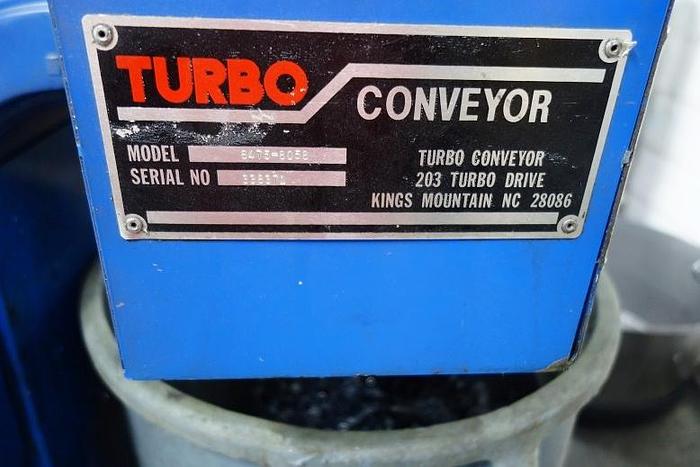 TURBO
CONVEYOR
MODEL
SERIAL NO
TURBO CONVEYOR
203 TURBO DRIVE
KINGS MOUNTAIN NC 28086